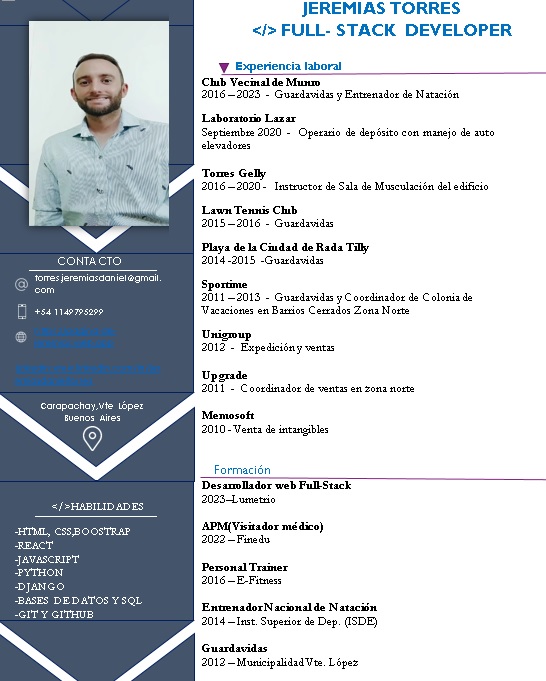 JEREMIAS TORRES
</> FULL- STACK DEVELOPER
Experiencia laboral
Club Vecinal de Munro
2016 – 2023 - Guardavidas y Entrenador de Natación
Laboratorio Lazar
Septiembre 2020 - Operario de depósito con manejo de auto
elevadores
Torres Gelly
2016 – 2020 - Instructor de Sala de Musculación del edificio
Lawn Tennis Club
2015 – 2016 - Guardavidas
Playa de la Ciudad de Rada Tilly
2014 -2015 -Guardavidas
Sportime
2011 – 2013 - Guardavidas y Coordinador de Colonia de
Vacaciones en Barrios Cerrados Zona Norte
Unigroup
2012 - Expedición y ventas
Upgrade
2011 - Coordinador de ventas en zona norte
Memosoft
2010 - Venta de intangibles
Formación
Desarrollador web Full-Stack
2023–Lumetrio
APM(Visitador médico)
2022 – Finedu
Personal Trainer
2016 – E-Fitness
Entrenador Nacional de Natación
2014 – Inst. Superior de Dep. (ISDE)
Guardavidas
2012 – Municipalidad Vte. López
CONTACTO
torres.jeremiasdaniel@gmail.
com
+54 1149795299
Carapachay,Vte López
Buenos Aires
</>HABILIDADES
-HTML, CSS,BOOSTRAP
-REACT
-JAVASCRIPT
-PYTHON
-DJANGO
-BASES DE DATOS Y SQL
-GIT Y GITHUB